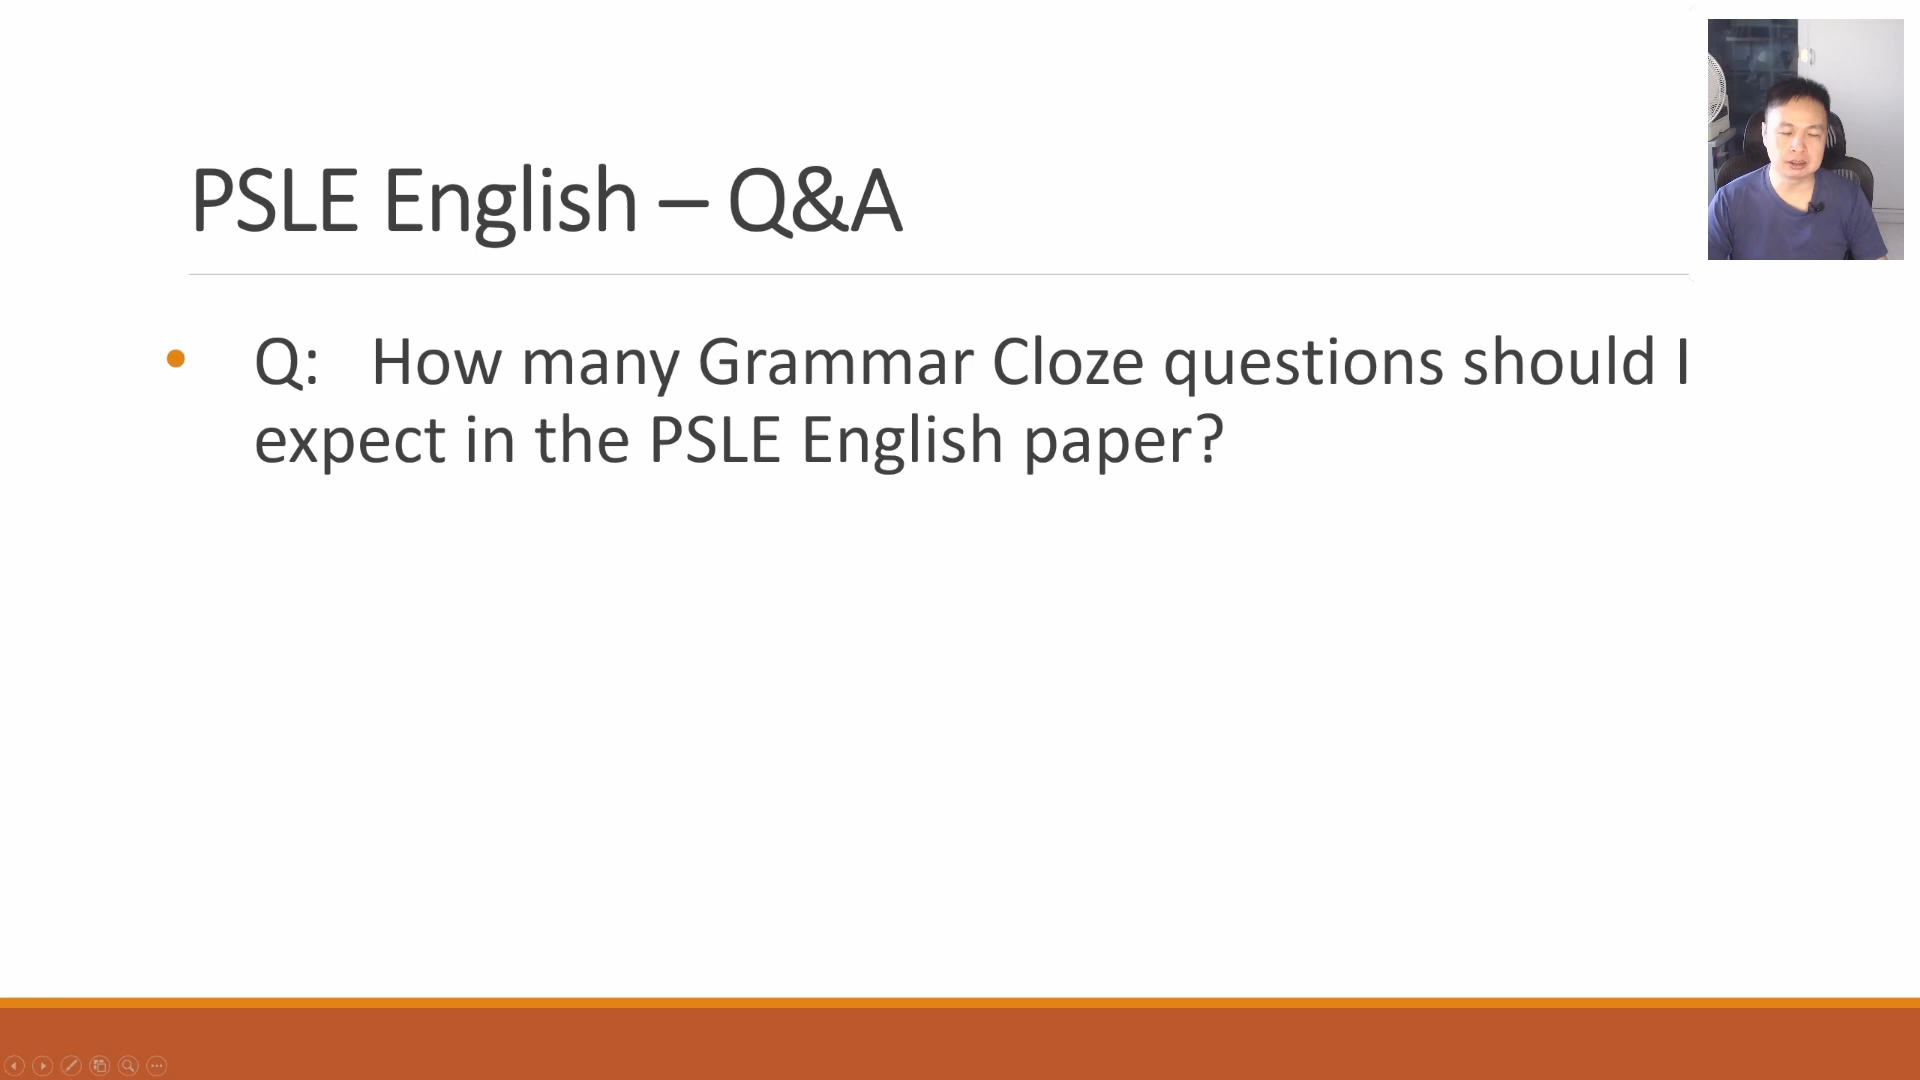 PSLE English – Q&A
• Q: How many Grammar Cloze questions should I
expect in the PSLE English paper?